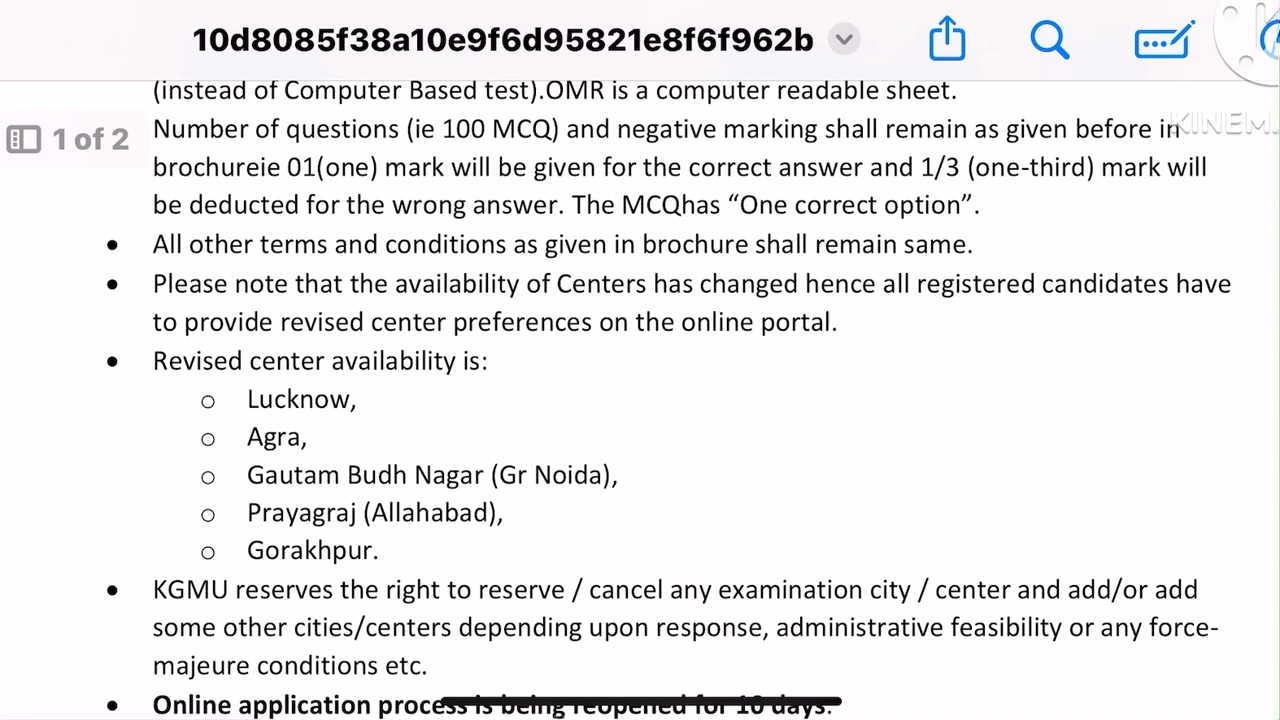 10d8085f38a10e9f6d95821e8f6f962b
(instead of Computer Based test).OMR is a computer readable sheet.
1 of 2
Number of questions (ie 100 MCQ) and negative marking shall remain as given before in
KINEM
brochureie 01(one) mark will be given for the correct answer and 1/3 (one-third) mark will
be deducted for the wrong answer. The MCQhas “One correct option”.
• All other terms and conditions as given in brochure shall remain same.
• Please note that the availability of Centers has changed hence all registered candidates have
to provide revised center preferences on the online portal.
• Revised center availability is:
o Lucknow,
o Agra,
o Gautam Budh Nagar (Gr Noida),
o Prayagraj (Allahabad),
o Gorakhpur.
• KGMU reserves the right to reserve / cancel any examination city / center and add/or add
some other cities/centers depending upon response, administrative feasibility or any force-
majeure conditions etc.
• Online application process is being reopened for 10 days.